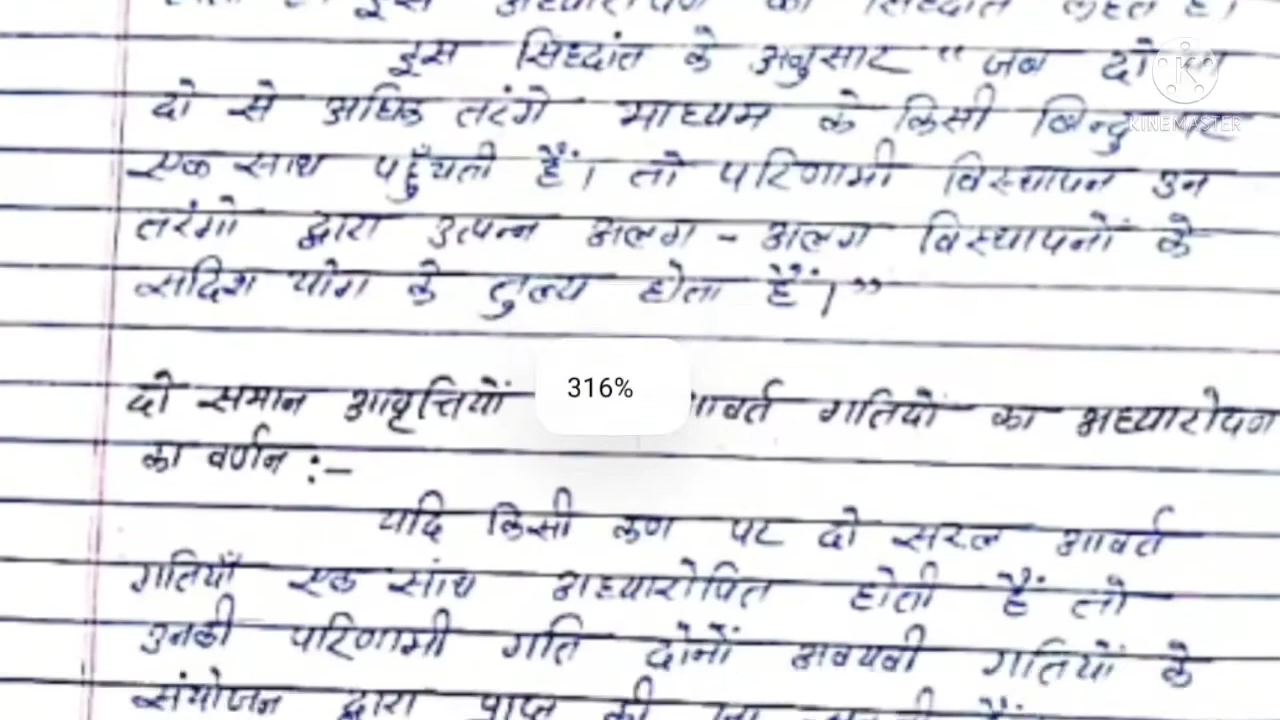 इस सिध्दांत के अनुसार "जब दो या
दो से अधिक तरंगे माध्यम के किसी बिन्दु पर
एक साथ पहुँचती हैं। तो परिणामी विस्थापन उन
तरंगो द्वारा उत्पन्न अलग - अलग विस्थापनों के
सदिश योग के तुल्य होता हैं।"
316%
दो समान आवृत्तियों आवर्त गतियों का अध्यारोपण
का वर्णन :-
यदि किसी कण पर दो सरल आवर्त
गतियाँ एक सांथ अध्यारोपित होती हैं तो
उनकी परिणामी गति दोनों अवयवी गतियों के
संयोजन द्वारा प्राप्त की
KINEMASTER